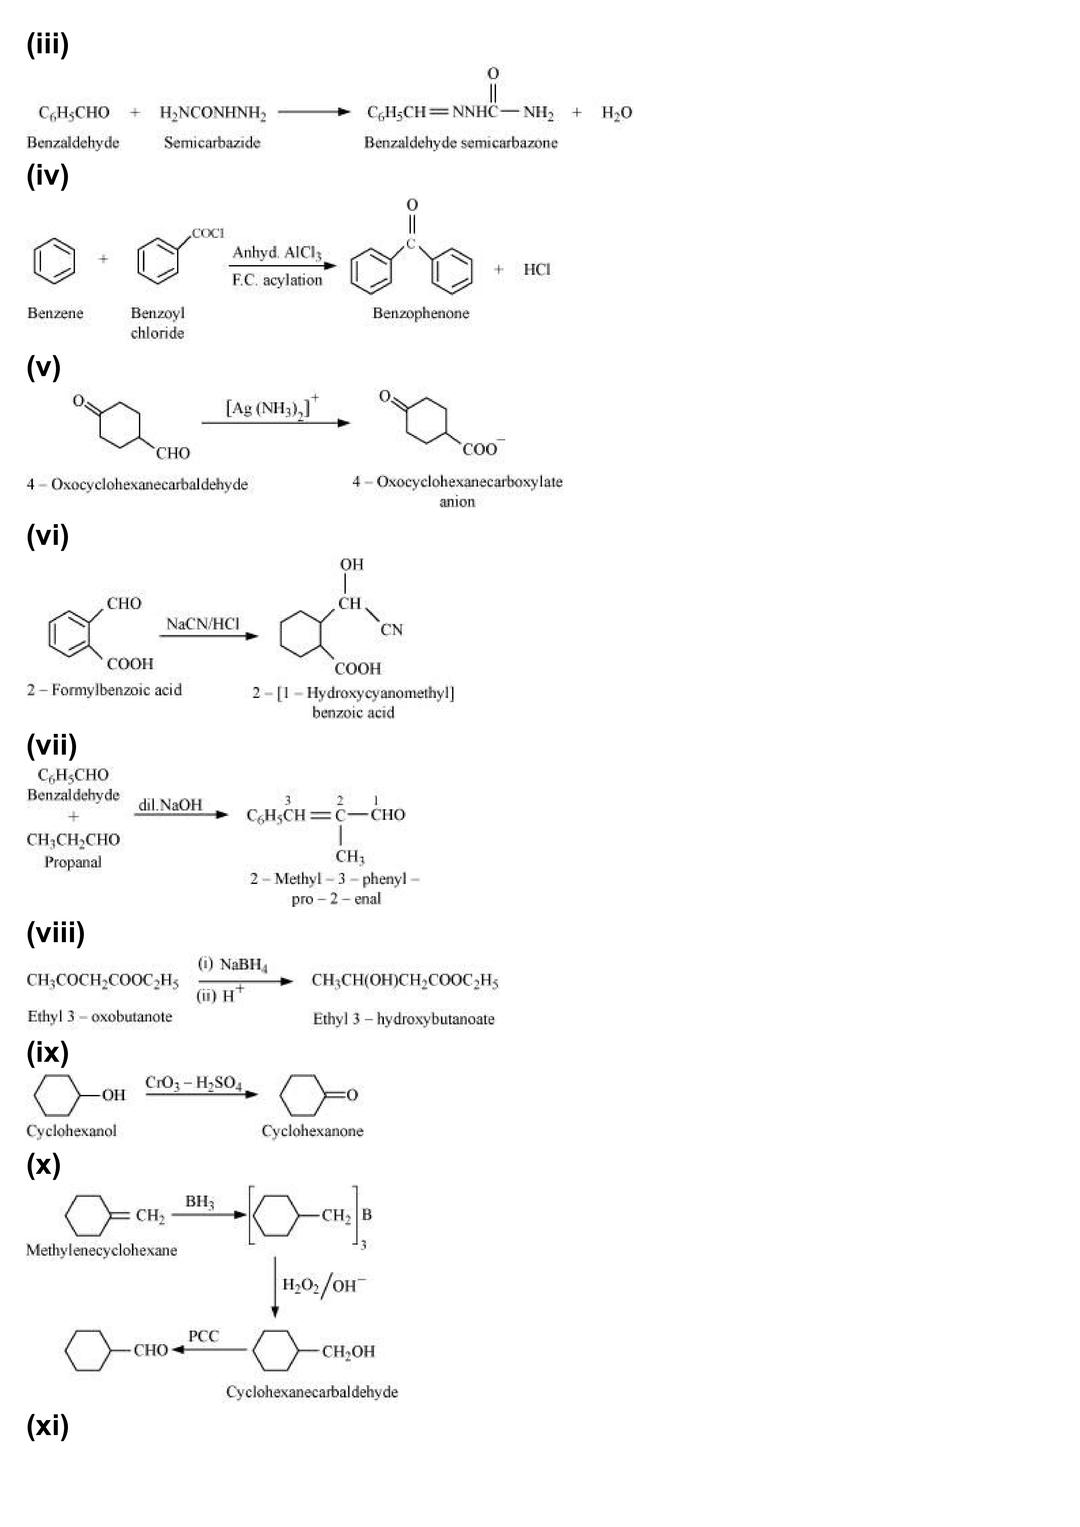 (iii)
O
C₆H₅CHO + H₂NCONHNH₂ ⟶ C₆H₅CH=NNHC—NH₂ + H₂O
Benzaldehyde Semicarbazide Benzaldehyde semicarbazone
(iv)
O
COCl C
+ Anhyd. AlCl₃ + HCl
F.C. acylation
Benzene Benzoyl Benzophenone
chloride
(v)
O [Ag(NH₃)₂]⁺ O
CHO COO⁻
4 – Oxocyclohexanecarbaldehyde 4 – Oxocyclohexanecarboxylate
anion
(vi)
OH
CHO CH
NaCN/HCl CN
COOH COOH
2 – Formylbenzoic acid 2 – [1 – Hydroxycyanomethyl]
benzoic acid
(vii)
C₆H₅CHO
Benzaldehyde dil.NaOH 3 2 1
+ C₆H₅CH=C—CHO
CH₃CH₂CHO
Propanal CH₃
2 – Methyl – 3 – phenyl –
pro – 2 – enal
(viii)
(i) NaBH₄
CH₃COCH₂COOC₂H₅ CH₃CH(OH)CH₂COOC₂H₅
(ii) H⁺
Ethyl 3 – oxobutanote Ethyl 3 – hydroxybutanoate
(ix)
OH CrO₃ – H₂SO₄ O
Cyclohexanol Cyclohexanone
(x)
CH₂ BH₃ [ CH₂ ]₃ B
Methylenecyclohexane
H₂O₂/OH⁻
CHO PCC CH₂OH
Cyclohexanecarbaldehyde
(xi)